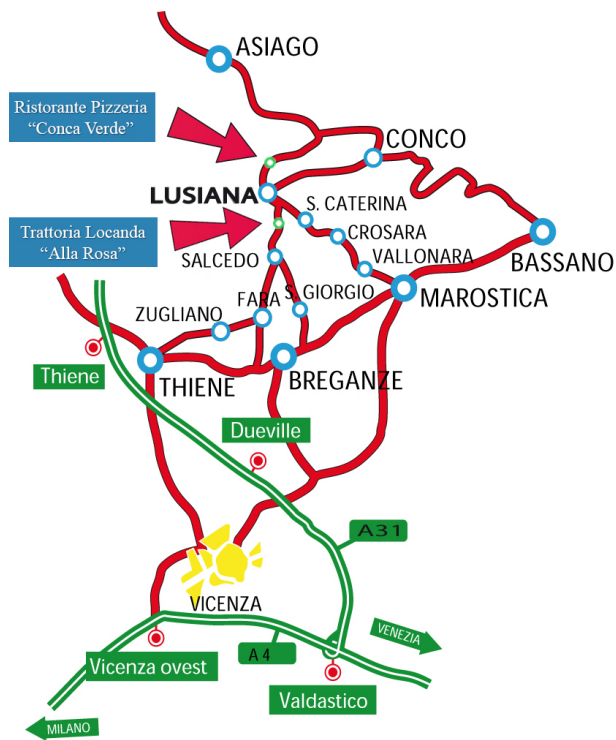 ASIAGO
Ristorante Pizzeria
“Conca Verde”
CONCO
LUSIANA
S. CATERINA
Trattoria Locanda
“Alla Rosa”
CROSARA
VALLONARA
BASSANO
SALCEDO
S. GIORGIO
MAROSTICA
FARA
ZUGLIANO
Thiene
THIENE
BREGANZE
Dueville
A31
VICENZA
VENEZIA
A4
Vicenza ovest
Valdastico
MILANO